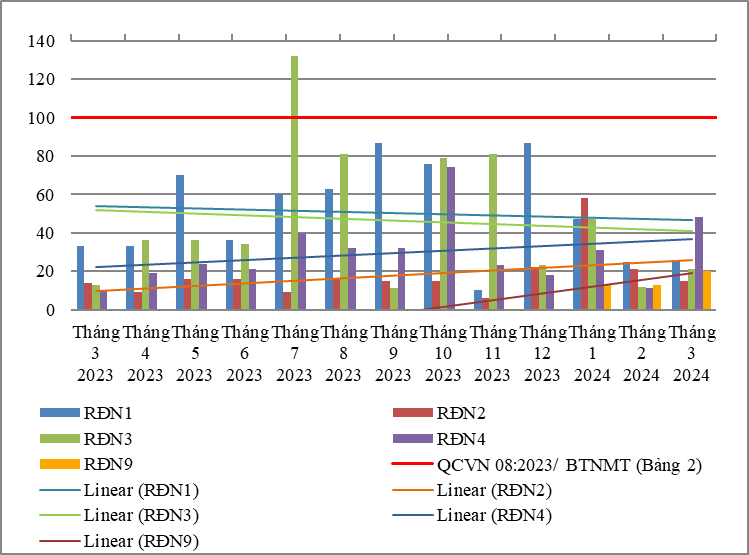 140
120
100
80
60
40
20
0
Tháng Tháng Tháng Tháng Tháng Tháng Tháng Tháng Tháng Tháng Tháng Tháng Tháng
3 4 5 6 7 8 9 10 11 12 1 2 3
2023 2023 2023 2023 2023 2023 2023 2023 2023 2023 2024 2024 2024
RĐN1 RĐN2
RĐN3 RĐN4
RĐN9 QCVN 08:2023/ BTNMT (Bảng 2)
Linear (RĐN1) Linear (RĐN2)
Linear (RĐN3) Linear (RĐN4)
Linear (RĐN9)